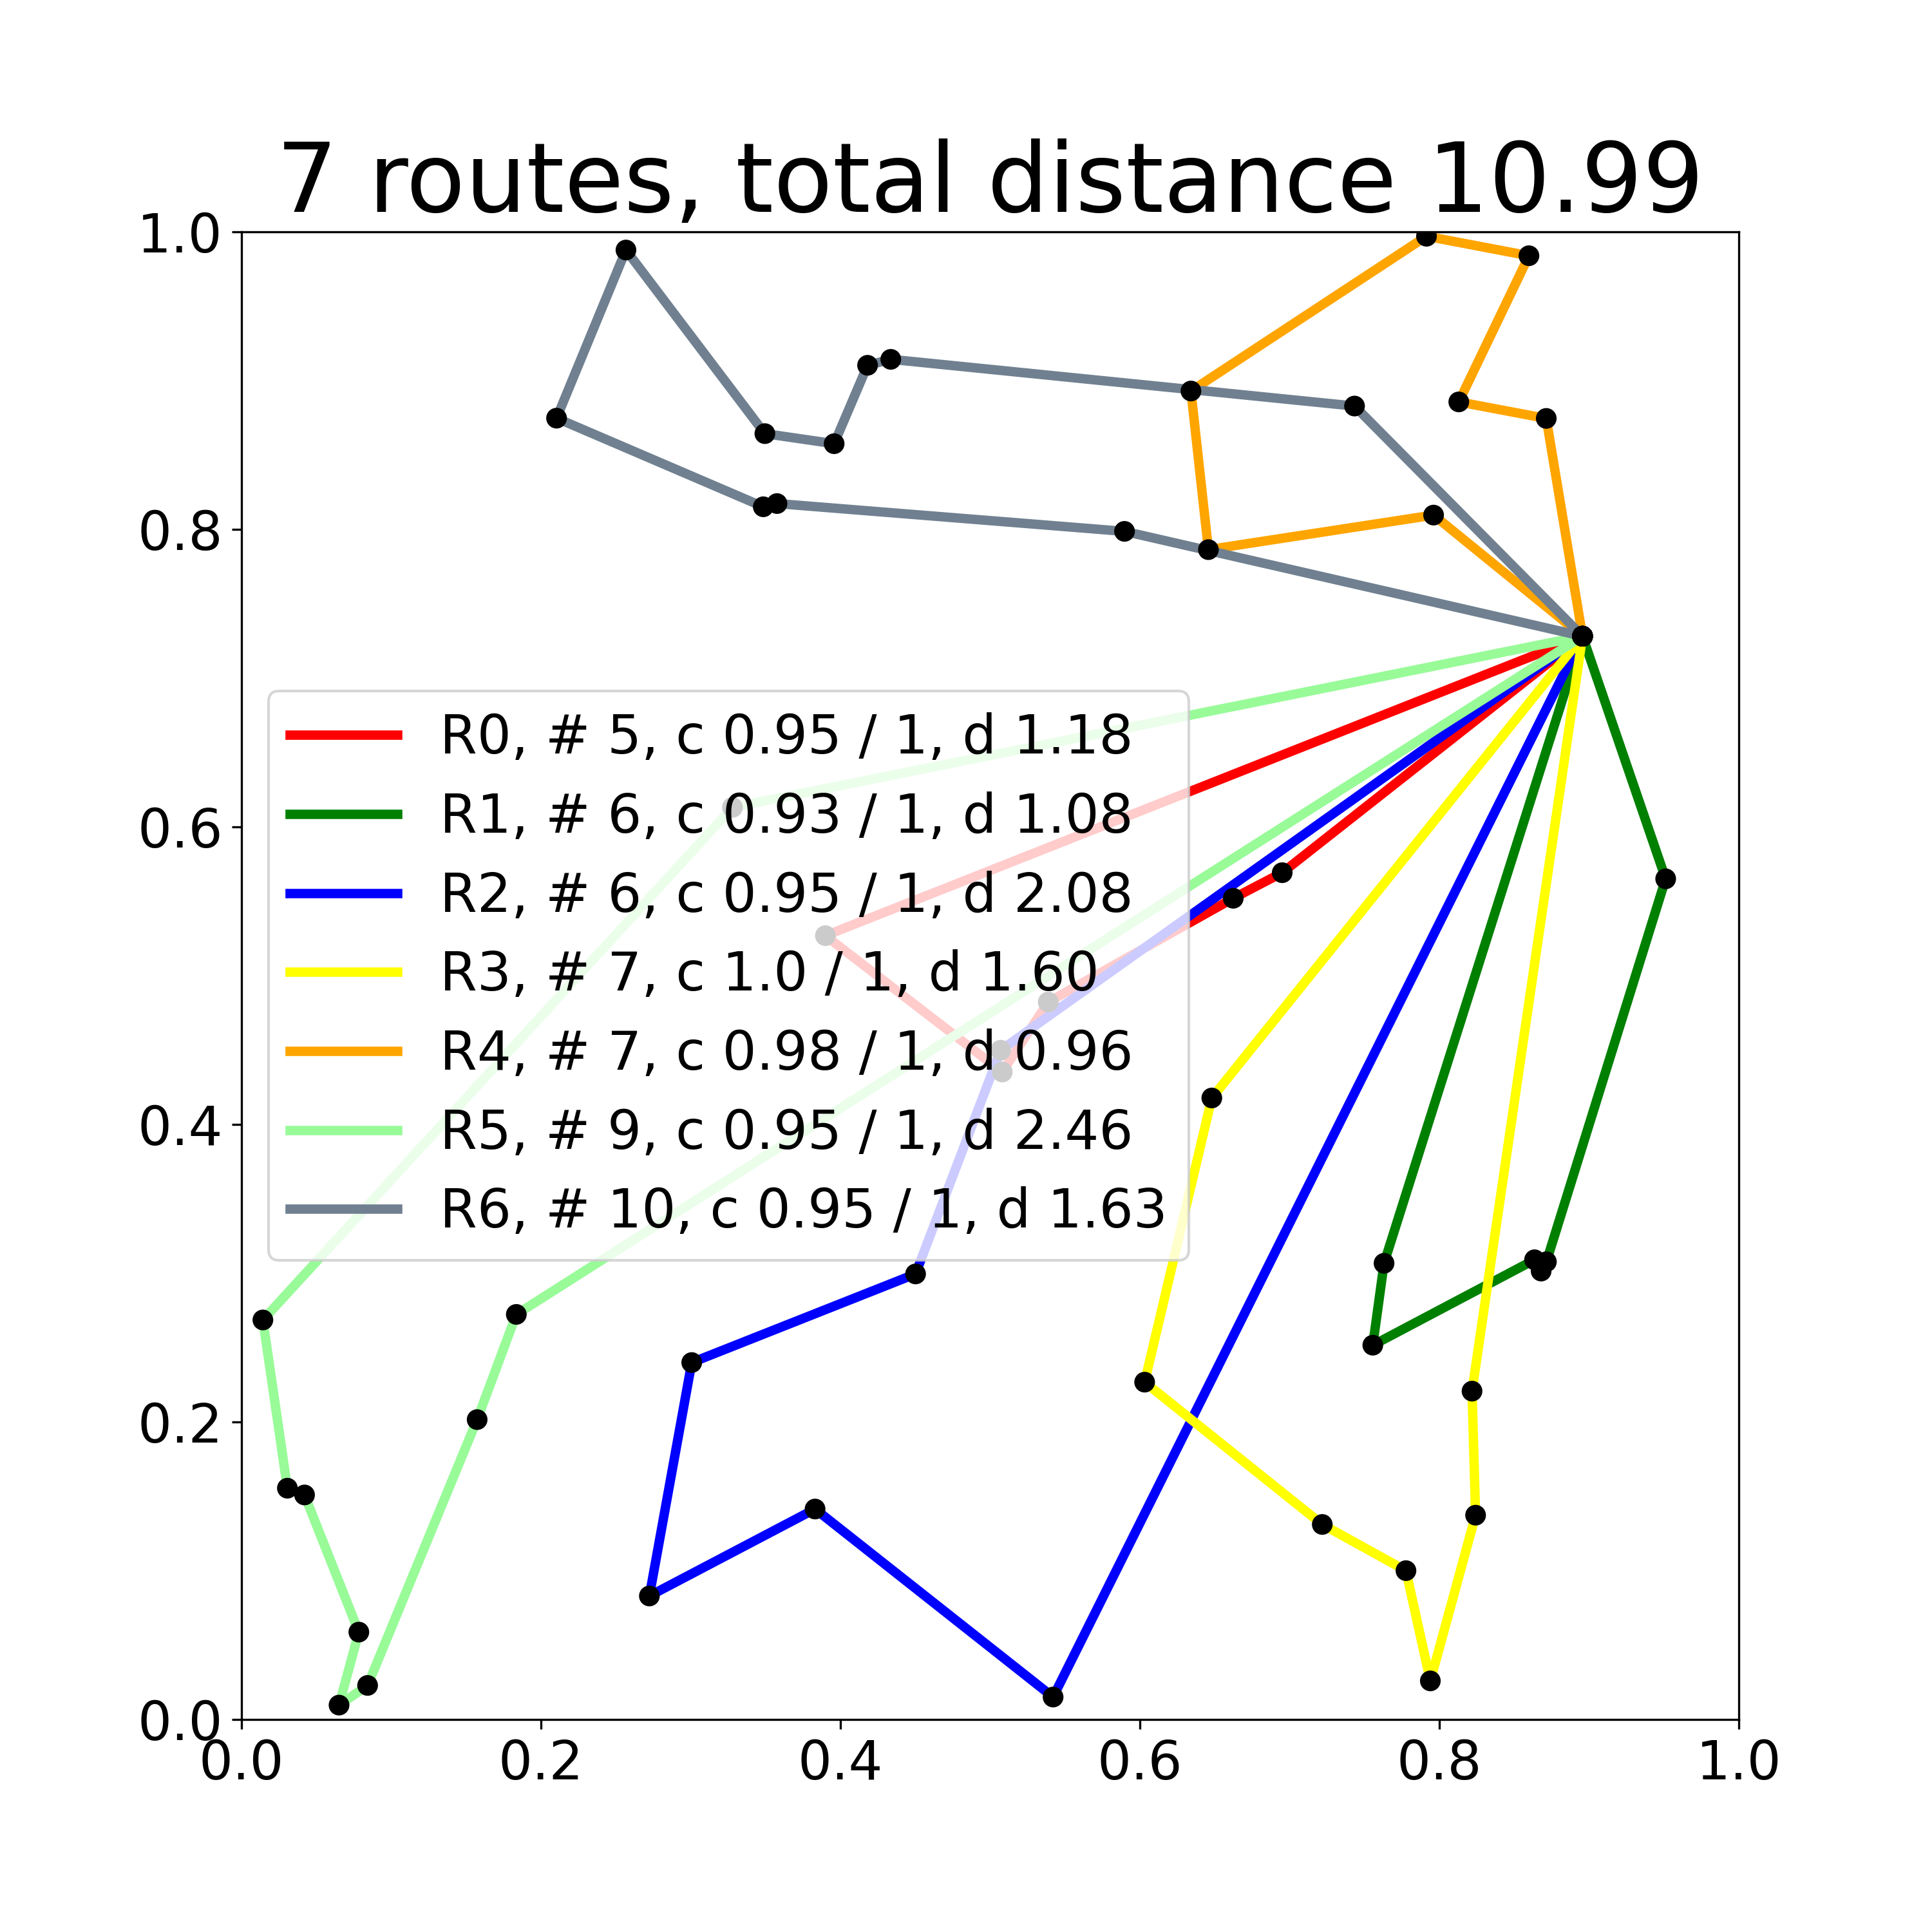 7 routes, total distance 10.99
1.0
0.8
0.6
0.4
0.2
0.0
R0, # 5, c 0.95 / 1, d 1.18
R1, # 6, c 0.93 / 1, d 1.08
R2, # 6, c 0.95 / 1, d 2.08
R3, # 7, c 1.0 / 1, d 1.60
R4, # 7, c 0.98 / 1, d 0.96
R5, # 9, c 0.95 / 1, d 2.46
R6, # 10, c 0.95 / 1, d 1.63
0.0 0.2 0.4 0.6 0.8 1.0